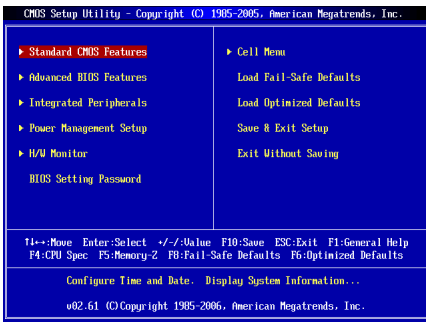 CMOS Setup Utility - Copyright (C) 1985-2005, American Megatrends, Inc.
▶ Standard CMOS Features
▶ Advanced BIOS Features
▶ Integrated Peripherals
▶ Power Management Setup
▶ H/W Monitor
BIOS Setting Password
▶ Cell Menu
Load Fail-Safe Defaults
Load Optimized Defaults
Save & Exit Setup
Exit Without Saving
↑↓←→:Move Enter:Select +/-/:Value F10:Save ESC:Exit F1:General Help
F4:CPU Spec F5:Memory-Z F8:Fail-Safe Defaults F6:Optimized Defaults
Configure Time and Date. Display System Information...
v02.61 (C)Copyright 1985-2006, American Megatrends, Inc.